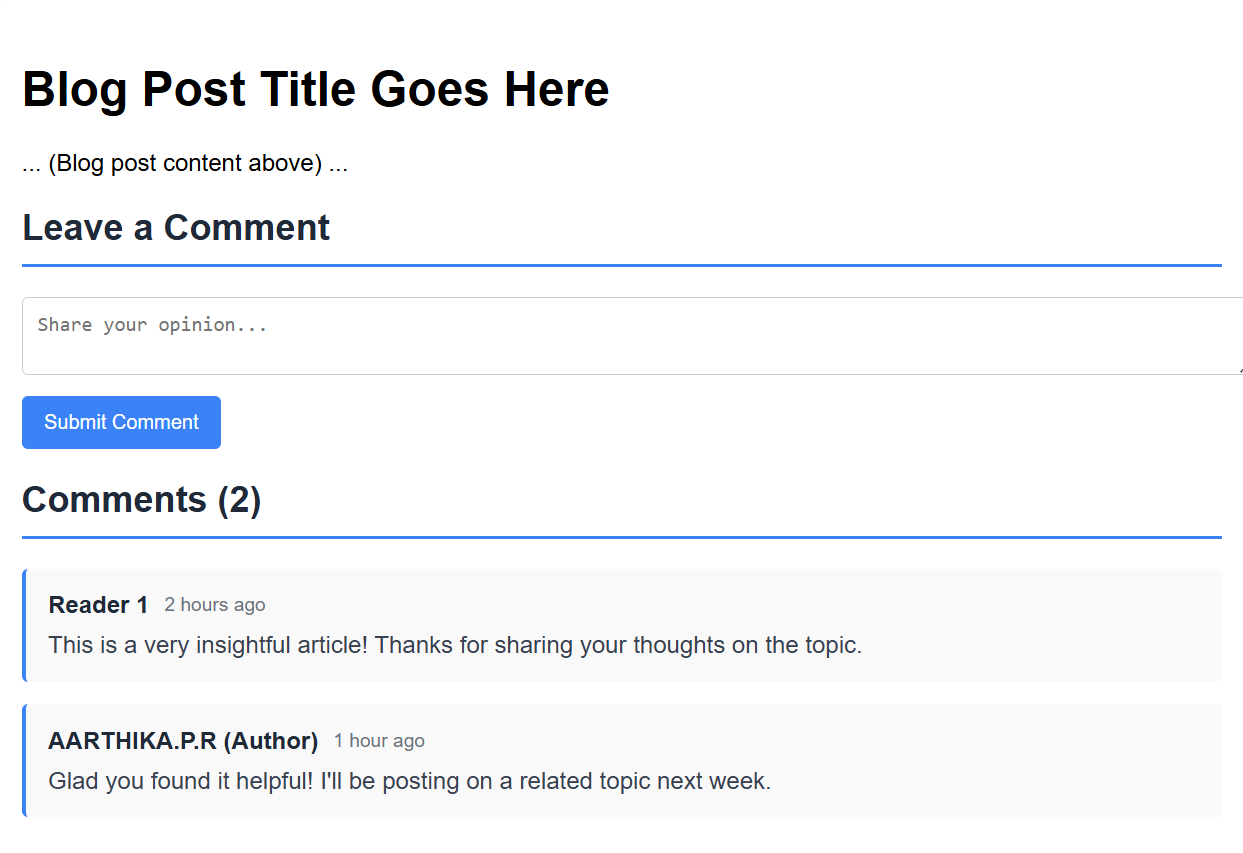 Blog Post Title Goes Here
... (Blog post content above) ...
Leave a Comment
Share your opinion...
Submit Comment
Comments (2)
Reader 1 2 hours ago
This is a very insightful article! Thanks for sharing your thoughts on the topic.
AARTHIKA.P.R (Author) 1 hour ago
Glad you found it helpful! I'll be posting on a related topic next week.